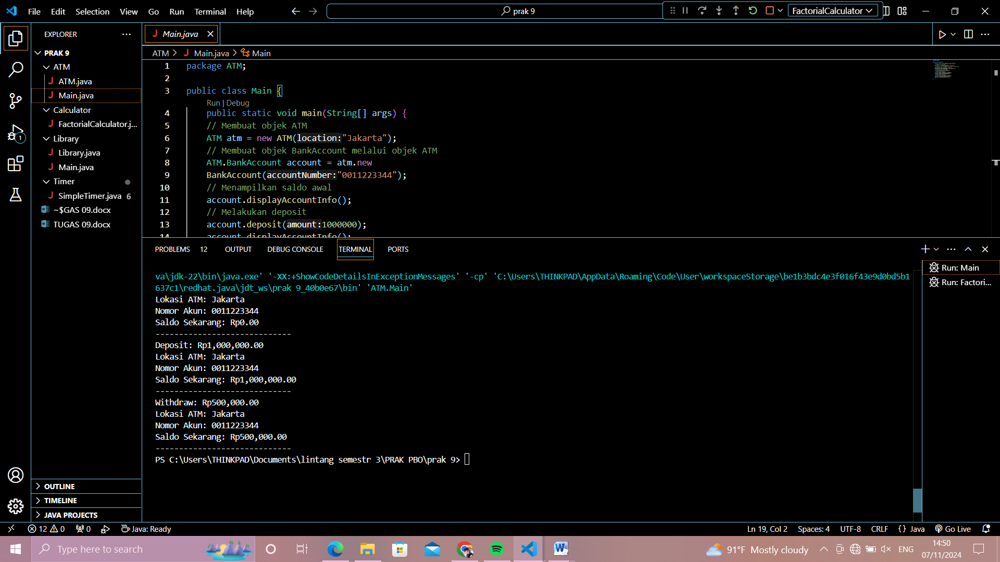 File Edit Selection View Go Run Terminal Help
prak 9
FactorialCalculator
EXPLORER
PRAK 9
ATM
ATM.java
Main.java
Calculator
FactorialCalculator.j...
Library
Library.java
Main.java
Timer
SimpleTimer.java 6
~$GAS 09.docx
TUGAS 09.docx
1
OUTLINE
TIMELINE
JAVA PROJECTS
Main.java
ATM > Main.java > Main
1 package ATM;
2
3 public class Main {
Run | Debug
4 public static void main(String[] args) {
5 // Membuat objek ATM
6 ATM atm = new ATM(location:"Jakarta");
7 // Membuat objek BankAccount melalui objek ATM
8 ATM.BankAccount account = atm.new
9 BankAccount(accountNumber:"0011223344");
10 // Menampilkan saldo awal
11 account.displayAccountInfo();
12 // Melakukan deposit
13 account.deposit(amount:1000000);
14 account.displayAccountInfo();
PROBLEMS 12 OUTPUT DEBUG CONSOLE TERMINAL PORTS
va\jdk-22\bin\java.exe' '-XX:+ShowCodeDetailsInExceptionMessages' '-cp' 'C:\Users\THINKPAD\AppData\Roaming\Code\User\workspaceStorage\be1b3bdc4e3f016f43e9d0bd5b1
637c1\redhat.java\jdt_ws\prak 9_40b0e67\bin' 'ATM.Main'
Lokasi ATM: Jakarta
Nomor Akun: 0011223344
Saldo Sekarang: Rp0.00
-----------------------------
Deposit: Rp1,000,000.00
Lokasi ATM: Jakarta
Nomor Akun: 0011223344
Saldo Sekarang: Rp1,000,000.00
-----------------------------
Withdraw: Rp500,000.00
Lokasi ATM: Jakarta
Nomor Akun: 0011223344
Saldo Sekarang: Rp500,000.00
-----------------------------
PS C:\Users\THINKPAD\Documents\lintang semestr 3\PRAK PBO\prak 9>
Run: Main
Run: Factori...
12 0 0 Java: Ready
Ln 19, Col 2 Spaces: 4 UTF-8 CRLF {} Java Go Live
Type here to search
91°F Mostly cloudy
ENG
14:50
07/11/2024